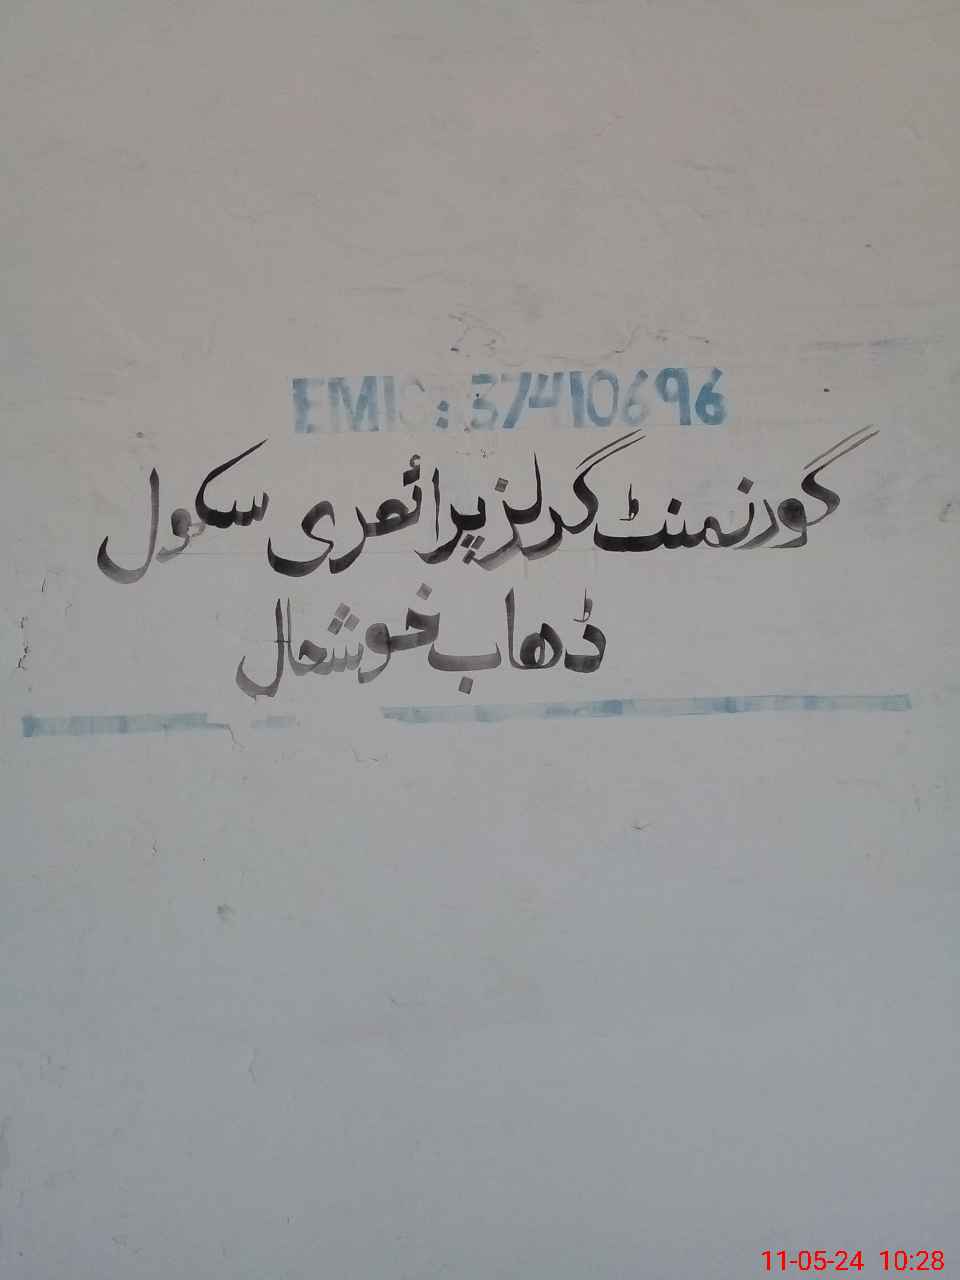 EMIS: 37410696
گورنمنٹ گرلز پرائمری سکول
ڈھاب خوشحال
11-05-24 10:28